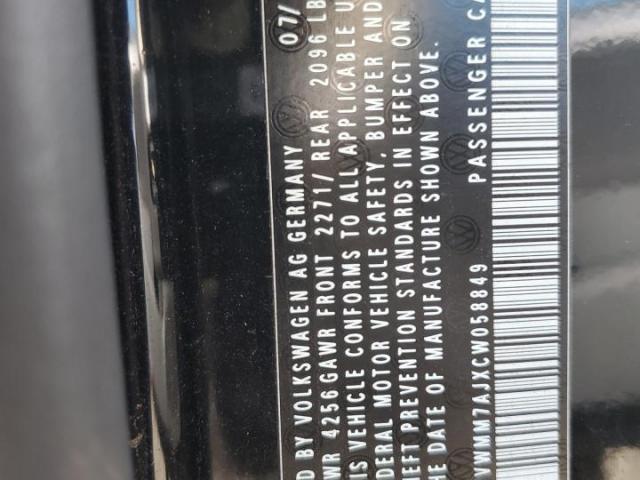 D BY VOLKSWAGEN AG GERMANY 07/
WR 4256 GAWR FRONT 2271/ REAR 2096 LB
IS VEHICLE CONFORMS TO ALL APPLICABLE U
DERAL MOTOR VEHICLE SAFETY, BUMPER AND
HEFT PREVENTION STANDARDS IN EFFECT ON
HE DATE OF MANUFACTURE SHOWN ABOVE.
VWMM7AJXCW058849 PASSENGER CA